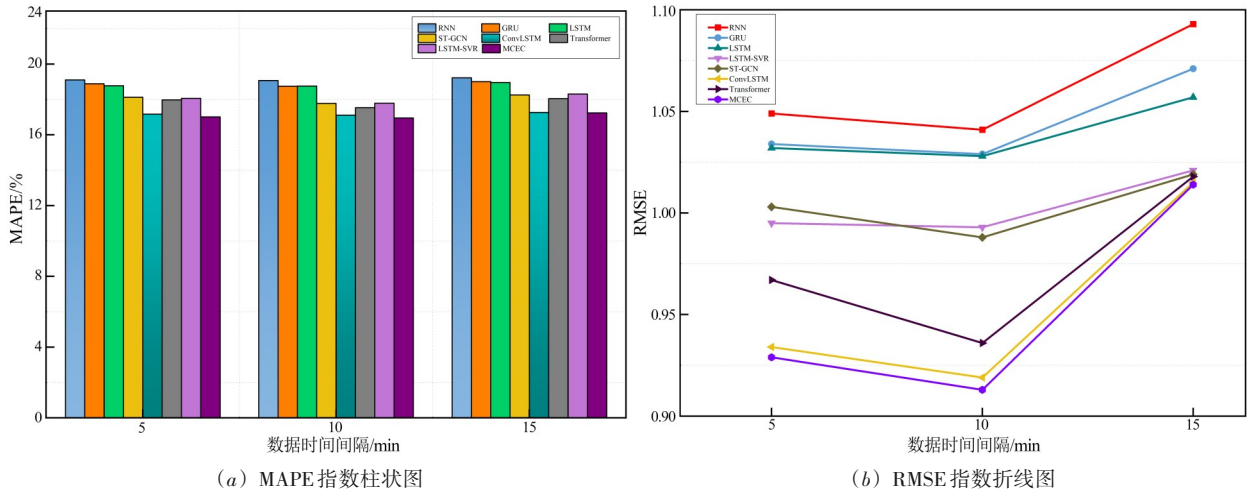 24
20
16
12
8
4
0
MAPE/%
RNN GRU LSTM
ST-GCN ConvLSTM Transformer
LSTM-SVR MCEC
5 10 15
数据时间间隔/min
(a) MAPE指数柱状图
1.10
1.05
1.00
0.95
0.90
RMSE
RNN
GRU
LSTM
LSTM-SVR
ST-GCN
ConvLSTM
Transformer
MCEC
5 10 15
数据时间间隔/min
(b) RMSE指数折线图